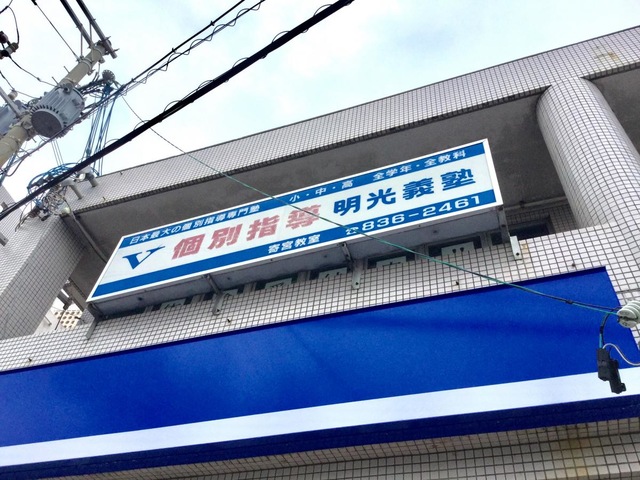 日本最大の個別指導専門塾 小・中・高 全学年・全教科
V 個別指導 明光義塾
寄宮教室 ☎836-2461